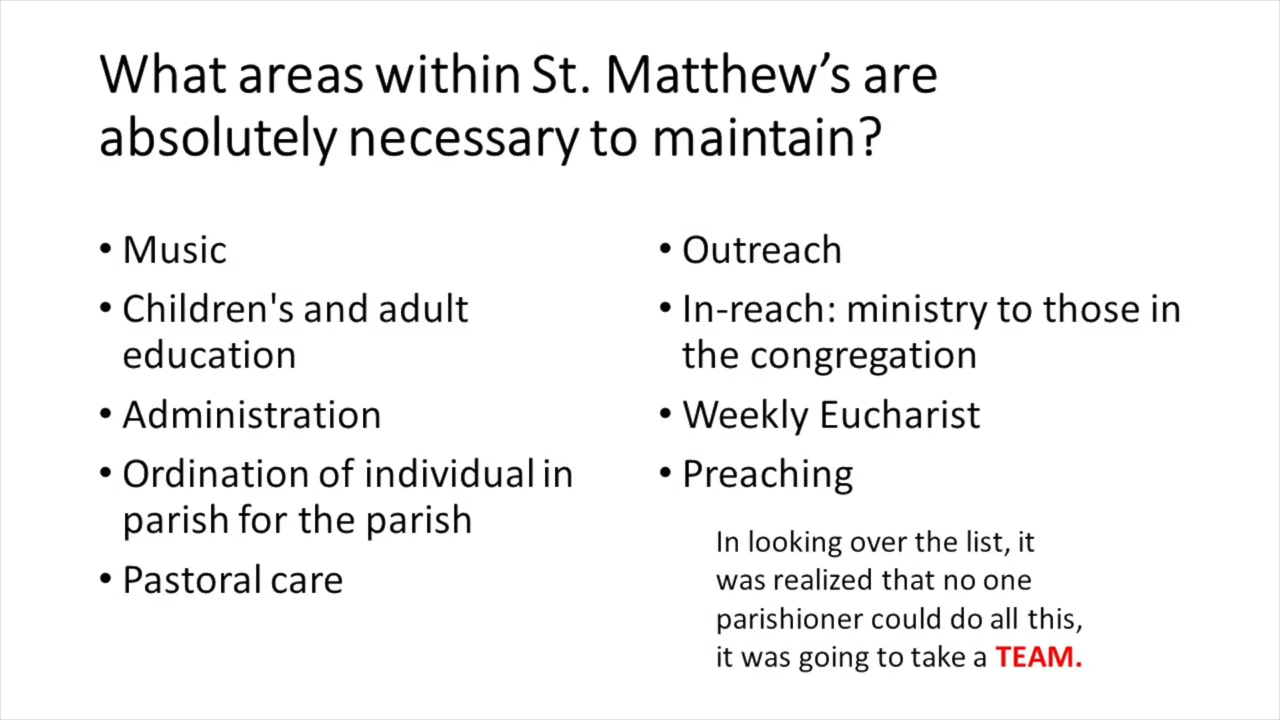 What areas within St. Matthew’s are
absolutely necessary to maintain?
• Music
• Children's and adult
education
• Administration
• Ordination of individual in
parish for the parish
• Pastoral care
• Outreach
• In-reach: ministry to those in
the congregation
• Weekly Eucharist
• Preaching
In looking over the list, it
was realized that no one
parishioner could do all this,
it was going to take a TEAM.